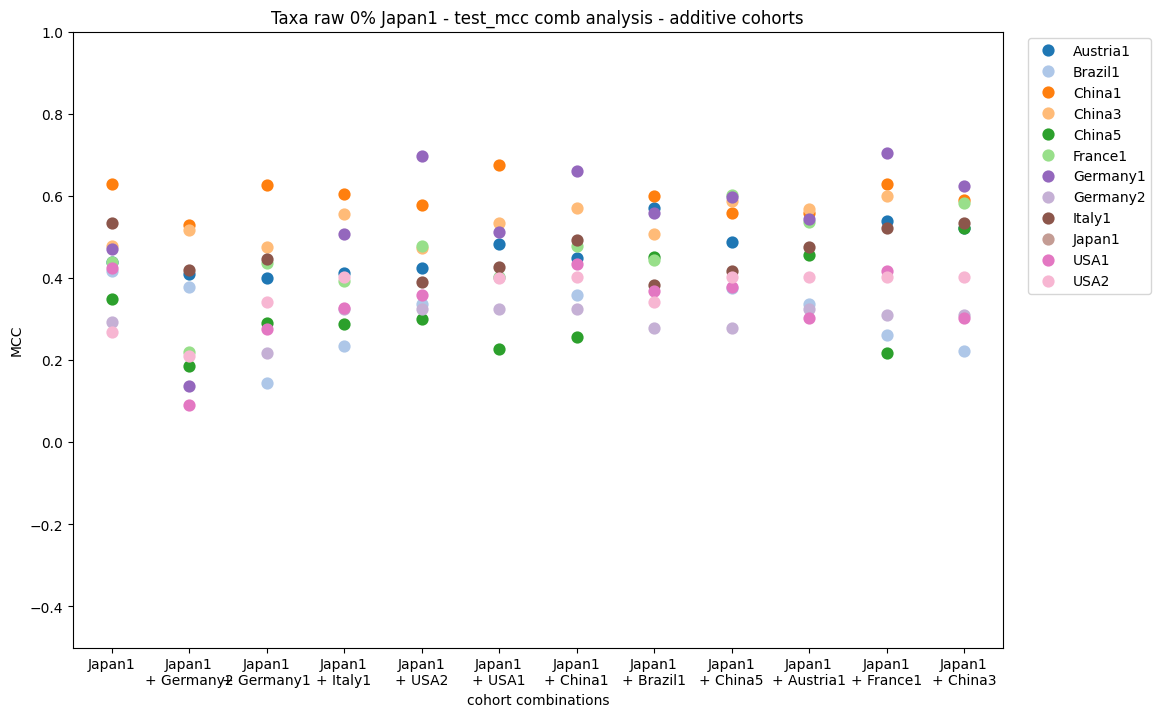 Taxa raw 0% Japan1 - test_mcc comb analysis - additive cohorts
1.0
0.8
0.6
0.4
0.2
0.0
−0.2
−0.4
MCC
Japan1
Japan1
+ Germany2
Japan1
+ Germany1
Japan1
+ Italy1
Japan1
+ USA2
Japan1
+ USA1
Japan1
+ China1
Japan1
+ Brazil1
Japan1
+ China5
Japan1
+ Austria1
Japan1
+ France1
Japan1
+ China3
cohort combinations
Austria1
Brazil1
China1
China3
China5
France1
Germany1
Germany2
Italy1
Japan1
USA1
USA2